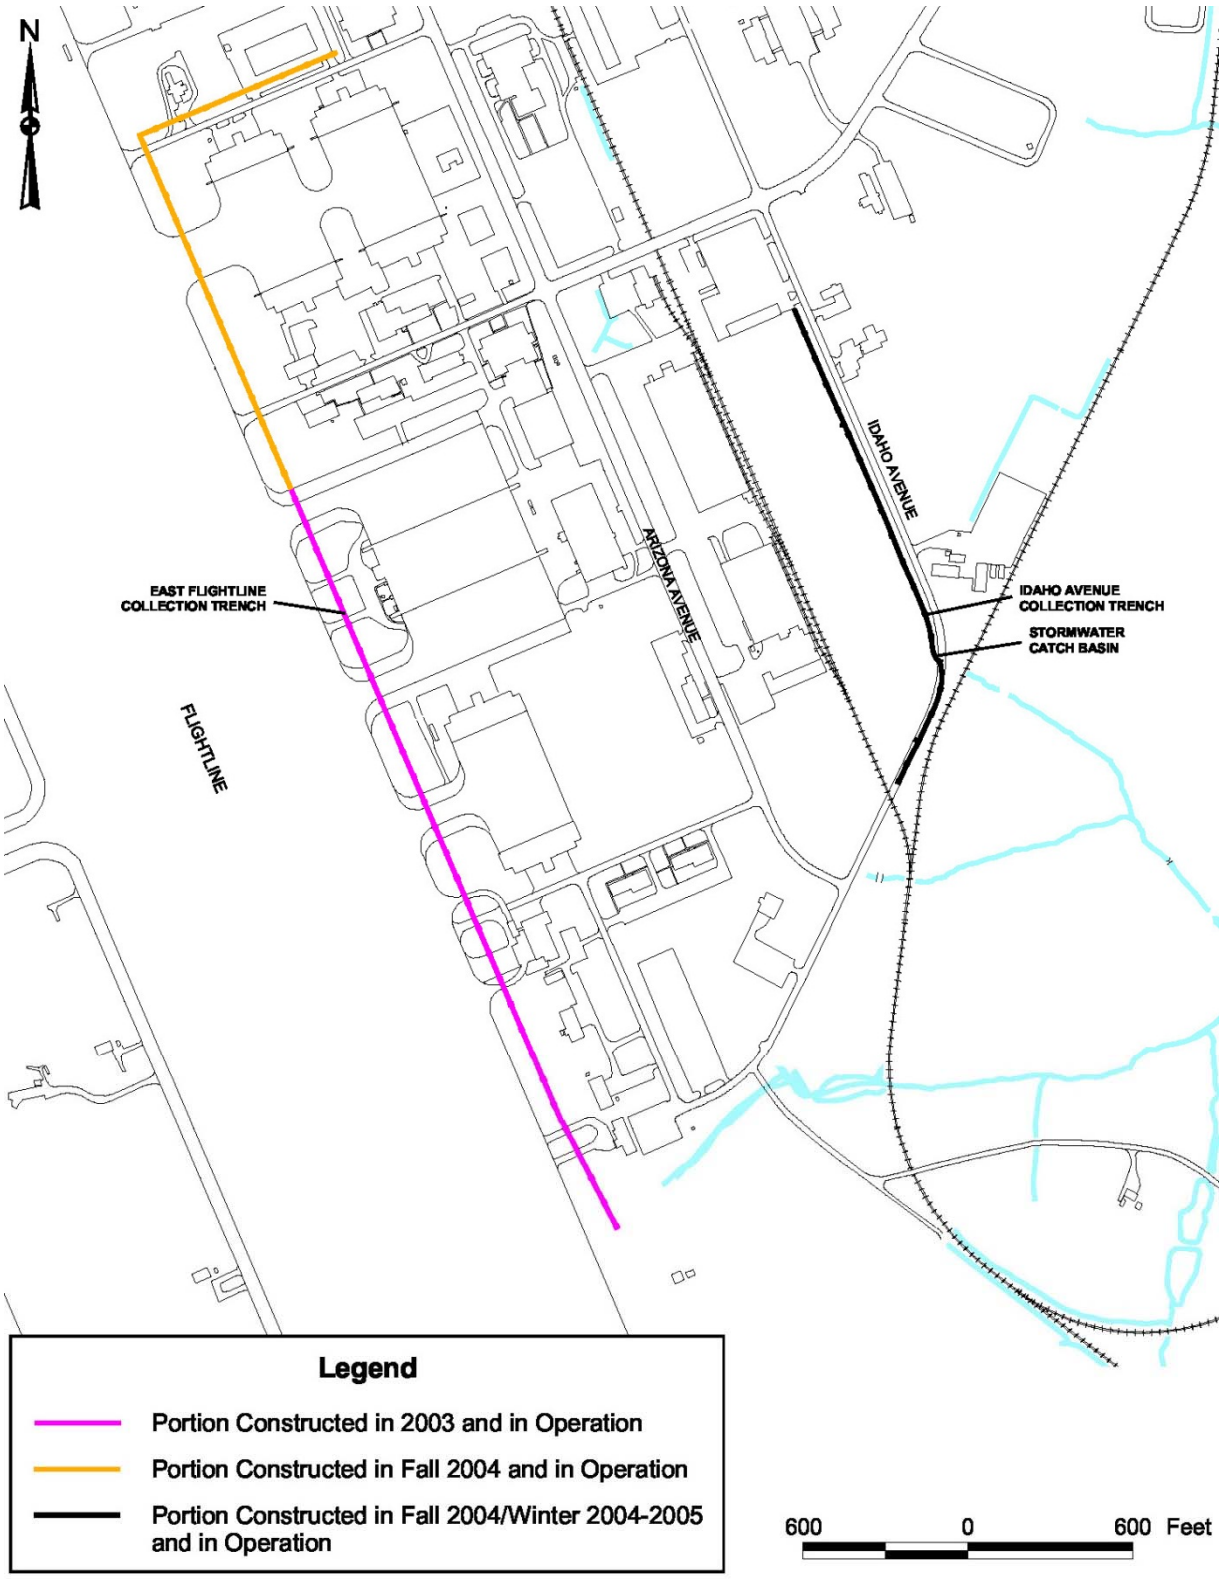 N
IDAHO AVENUE
ARIZONA AVENUE
EAST FLIGHTLINE
COLLECTION TRENCH
IDAHO AVENUE
COLLECTION TRENCH
STORMWATER
CATCH BASIN
FLIGHTLINE
Legend
Portion Constructed in 2003 and in Operation
Portion Constructed in Fall 2004 and in Operation
Portion Constructed in Fall 2004/Winter 2004-2005
and in Operation
600 0 600 Feet